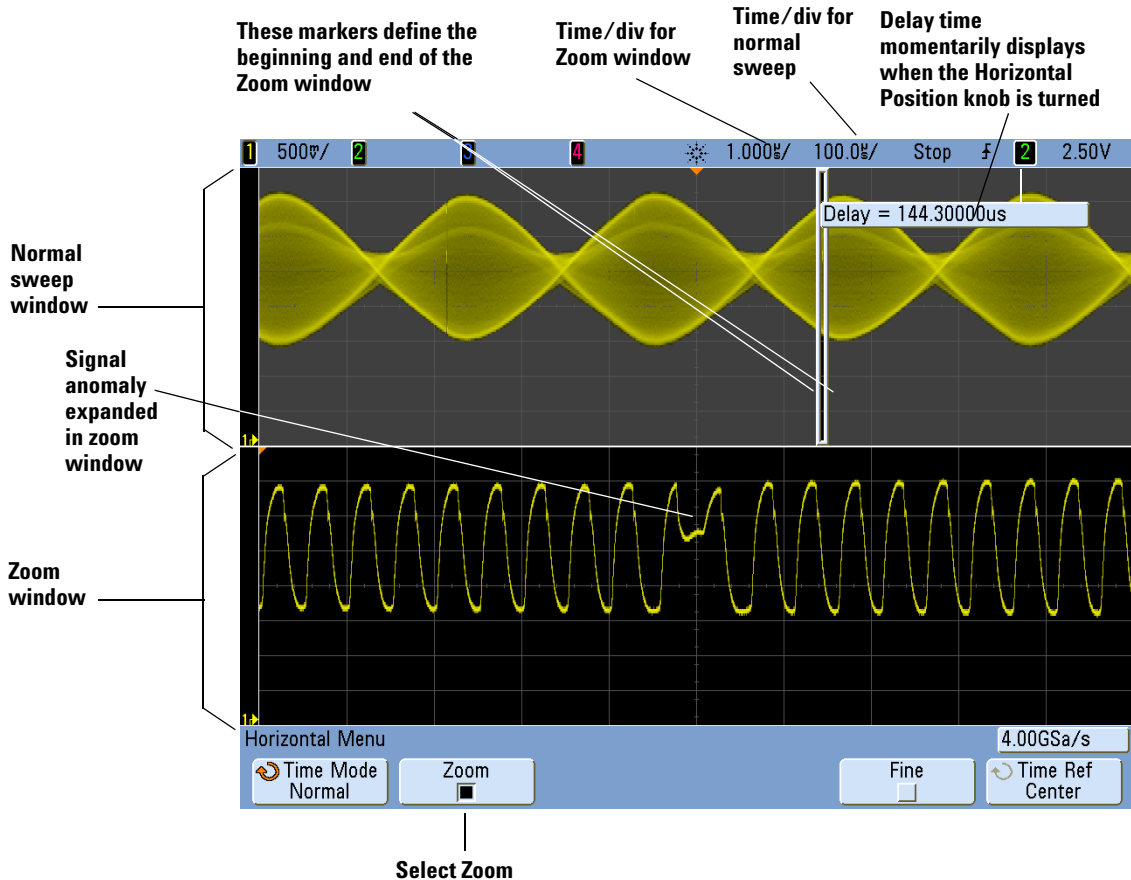 These markers define the
beginning and end of the
Zoom window
Time/div for
Zoom window
Time/div for
normal
sweep
Delay time
momentarily displays
when the Horizontal
Position knob is turned
1 500mV/ 2 3 4 1.000us/ 100.0us/ Stop 2 2.50V
Delay = 144.30000us
Normal
sweep
window
Signal
anomaly
expanded
in zoom
window
1
Zoom
window
1
Horizontal Menu
4.00GSa/s
Time Mode
Normal
Zoom
Fine
Time Ref
Center
Select Zoom